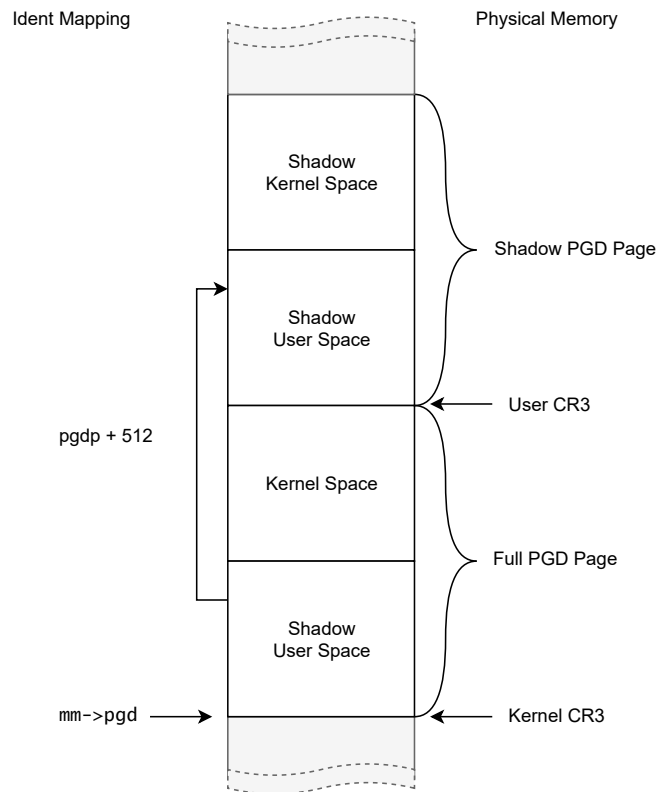 Ident Mapping
Physical Memory
Shadow
Kernel Space
Shadow PGD Page
Shadow
User Space
User CR3
pgdp + 512
Kernel Space
Full PGD Page
Shadow
User Space
mm->pgd
Kernel CR3